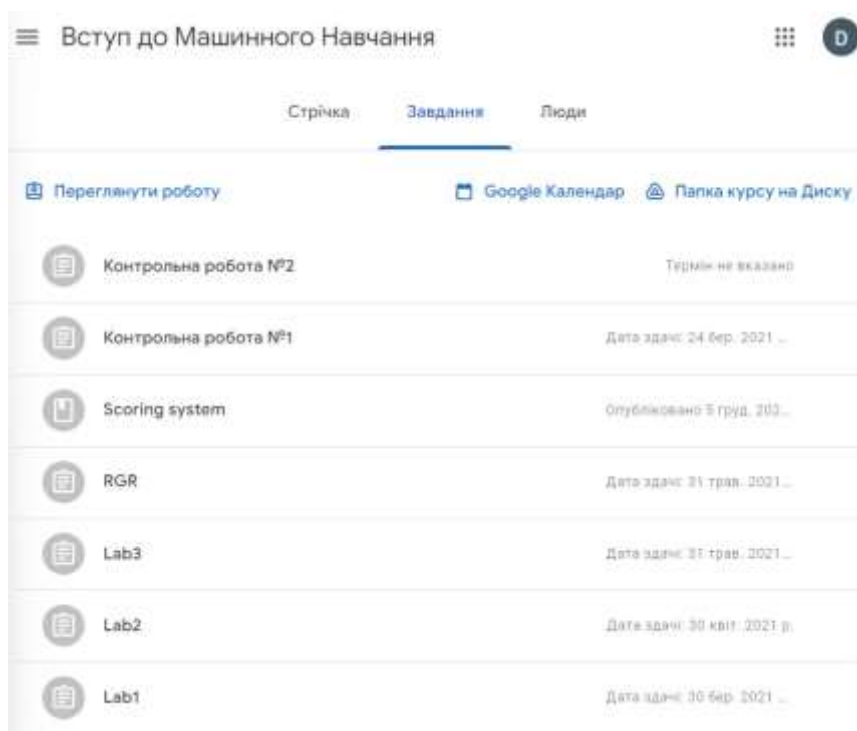 Вступ до Машинного Навчання
D
Стрічка Завдання Люди
Переглянути роботу Google Календар Папка курсу на Диску
Контрольна робота №2 Термін не вказано
Контрольна робота №1 Дата здачі: 24 бер. 2021 ...
Scoring system Опубліковано 5 груд. 202...
RGR Дата здачі: 31 трав. 2021...
Lab3 Дата здачі: 31 трав. 2021...
Lab2 Дата здачі: 30 квіт. 2021 р.
Lab1 Дата здачі: 30 бер. 2021 ...